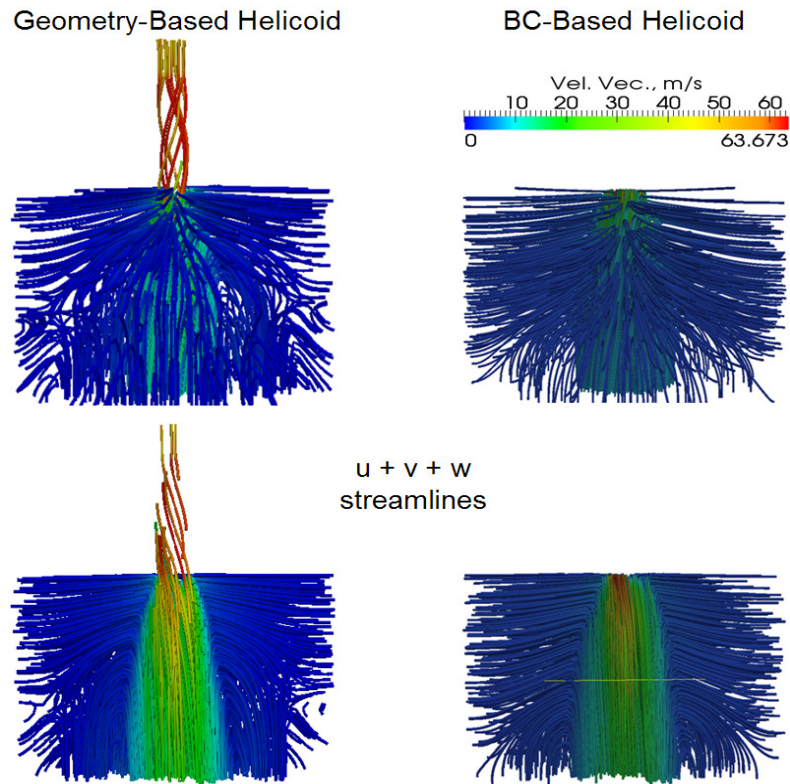 Geometry-Based Helicoid
BC-Based Helicoid
Vel. Vec., m/s
10 20 30 40 50 60
0 63.673
u + v + w
streamlines